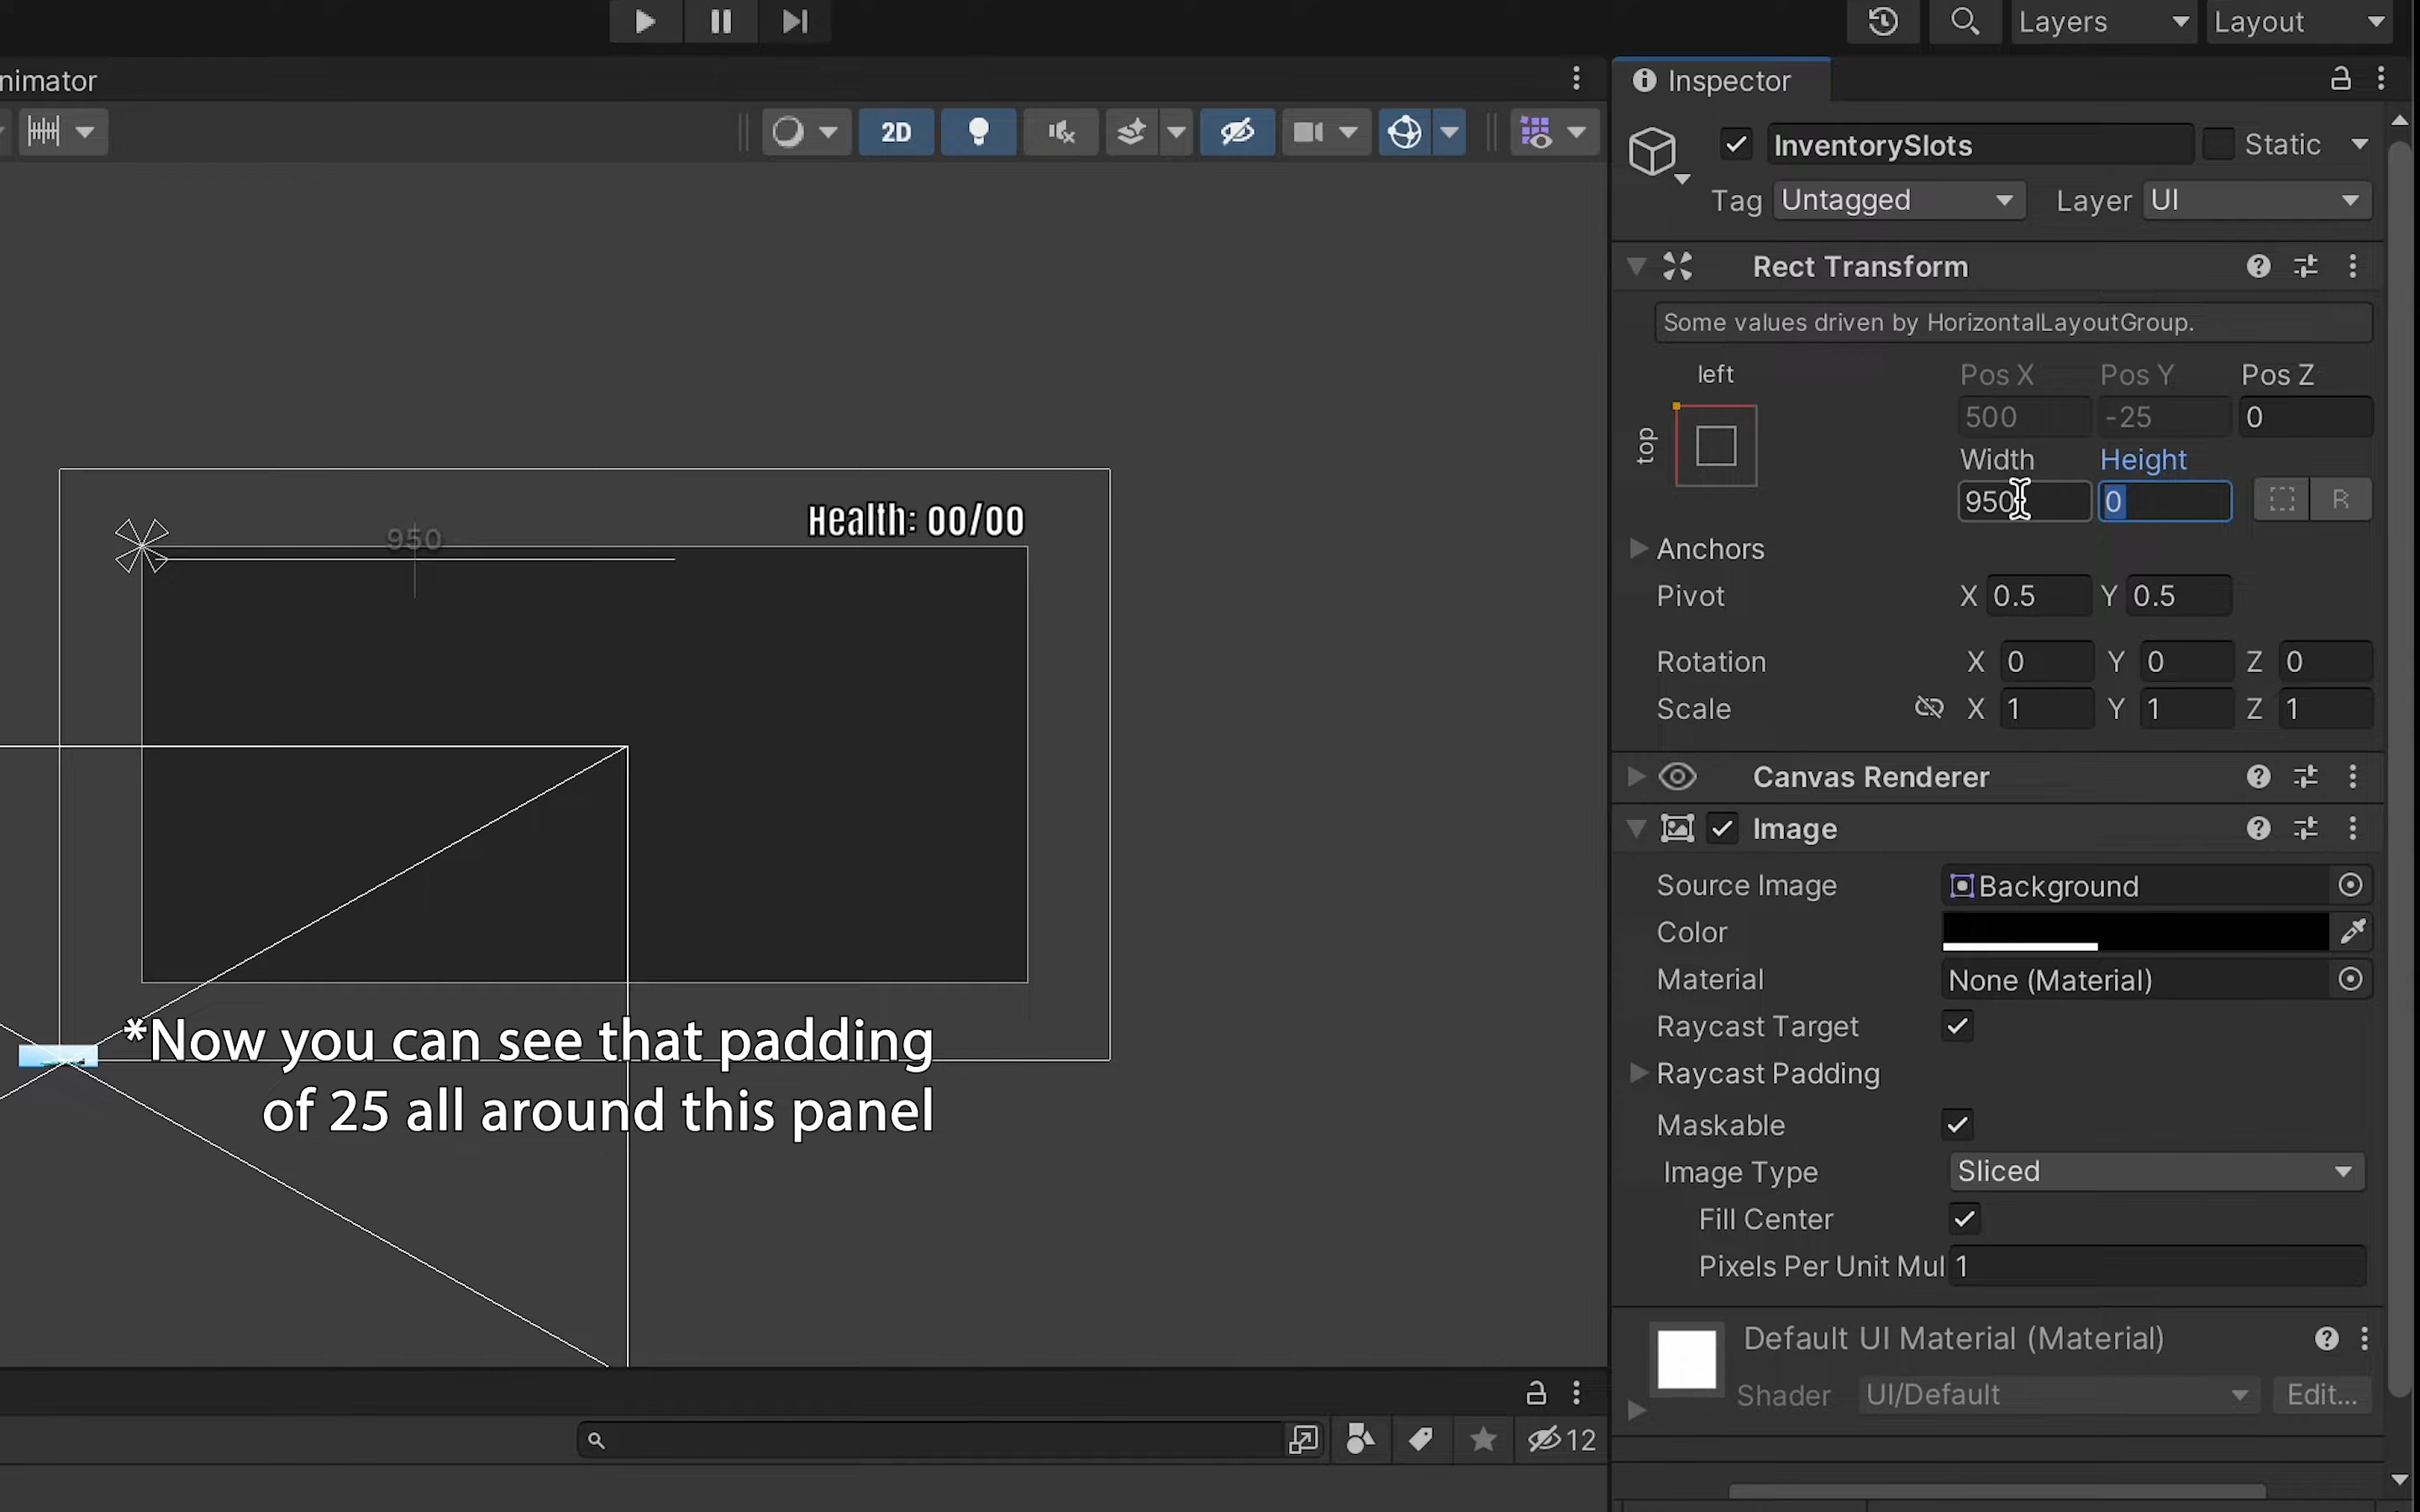 Layers
Layout
nimator
Inspector
2D
InventorySlots
Static
Tag Untagged Layer UI
Rect Transform
Some values driven by HorizontalLayoutGroup.
left Pos X Pos Y Pos Z
top
500 -25 0
Width Height
950 0 R
Anchors
Pivot X 0.5 Y 0.5
Rotation X 0 Y 0 Z 0
Scale X 1 Y 1 Z 1
Canvas Renderer
Image
Source Image Background
Color
Material None (Material)
Raycast Target
Raycast Padding
Maskable
Image Type Sliced
Fill Center
Pixels Per Unit Mul 1
Default UI Material (Material)
Shader UI/Default Edit...
Health: 00/00
950
*Now you can see that padding
of 25 all around this panel
12